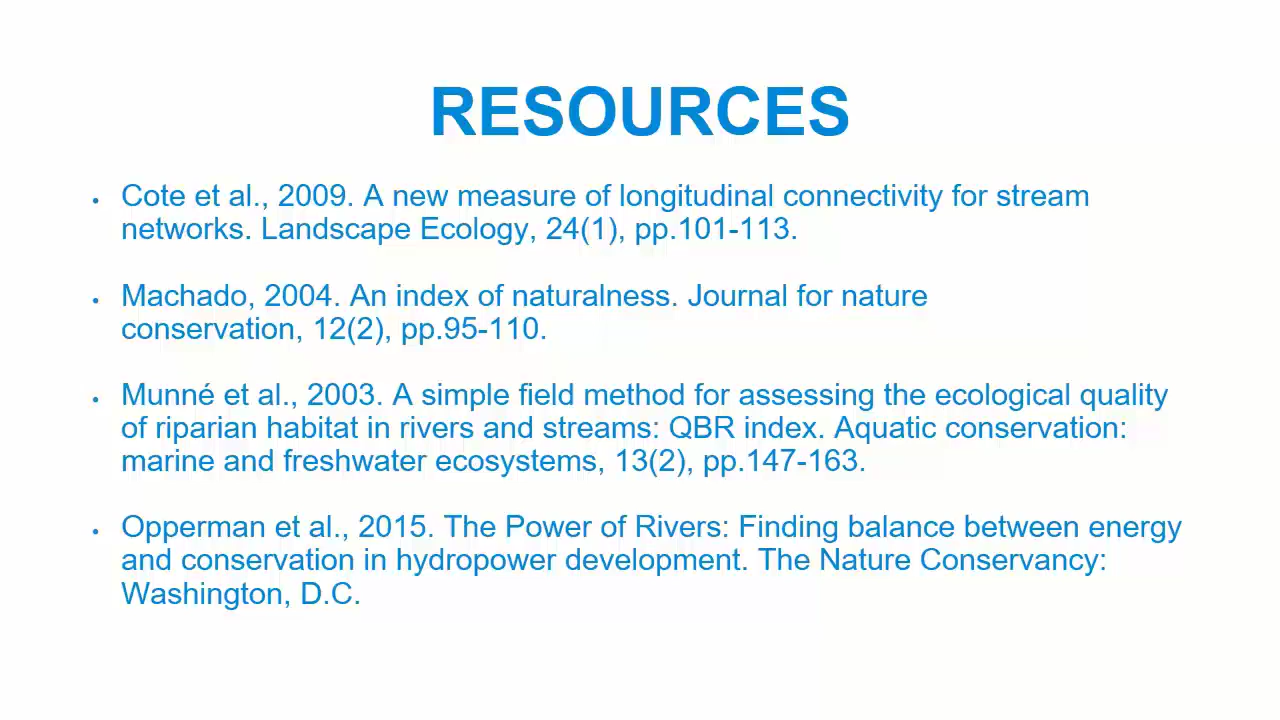 RESOURCES
• Cote et al., 2009. A new measure of longitudinal connectivity for stream
networks. Landscape Ecology, 24(1), pp.101-113.
• Machado, 2004. An index of naturalness. Journal for nature
conservation, 12(2), pp.95-110.
• Munné et al., 2003. A simple field method for assessing the ecological quality
of riparian habitat in rivers and streams: QBR index. Aquatic conservation:
marine and freshwater ecosystems, 13(2), pp.147-163.
• Opperman et al., 2015. The Power of Rivers: Finding balance between energy
and conservation in hydropower development. The Nature Conservancy:
Washington, D.C.